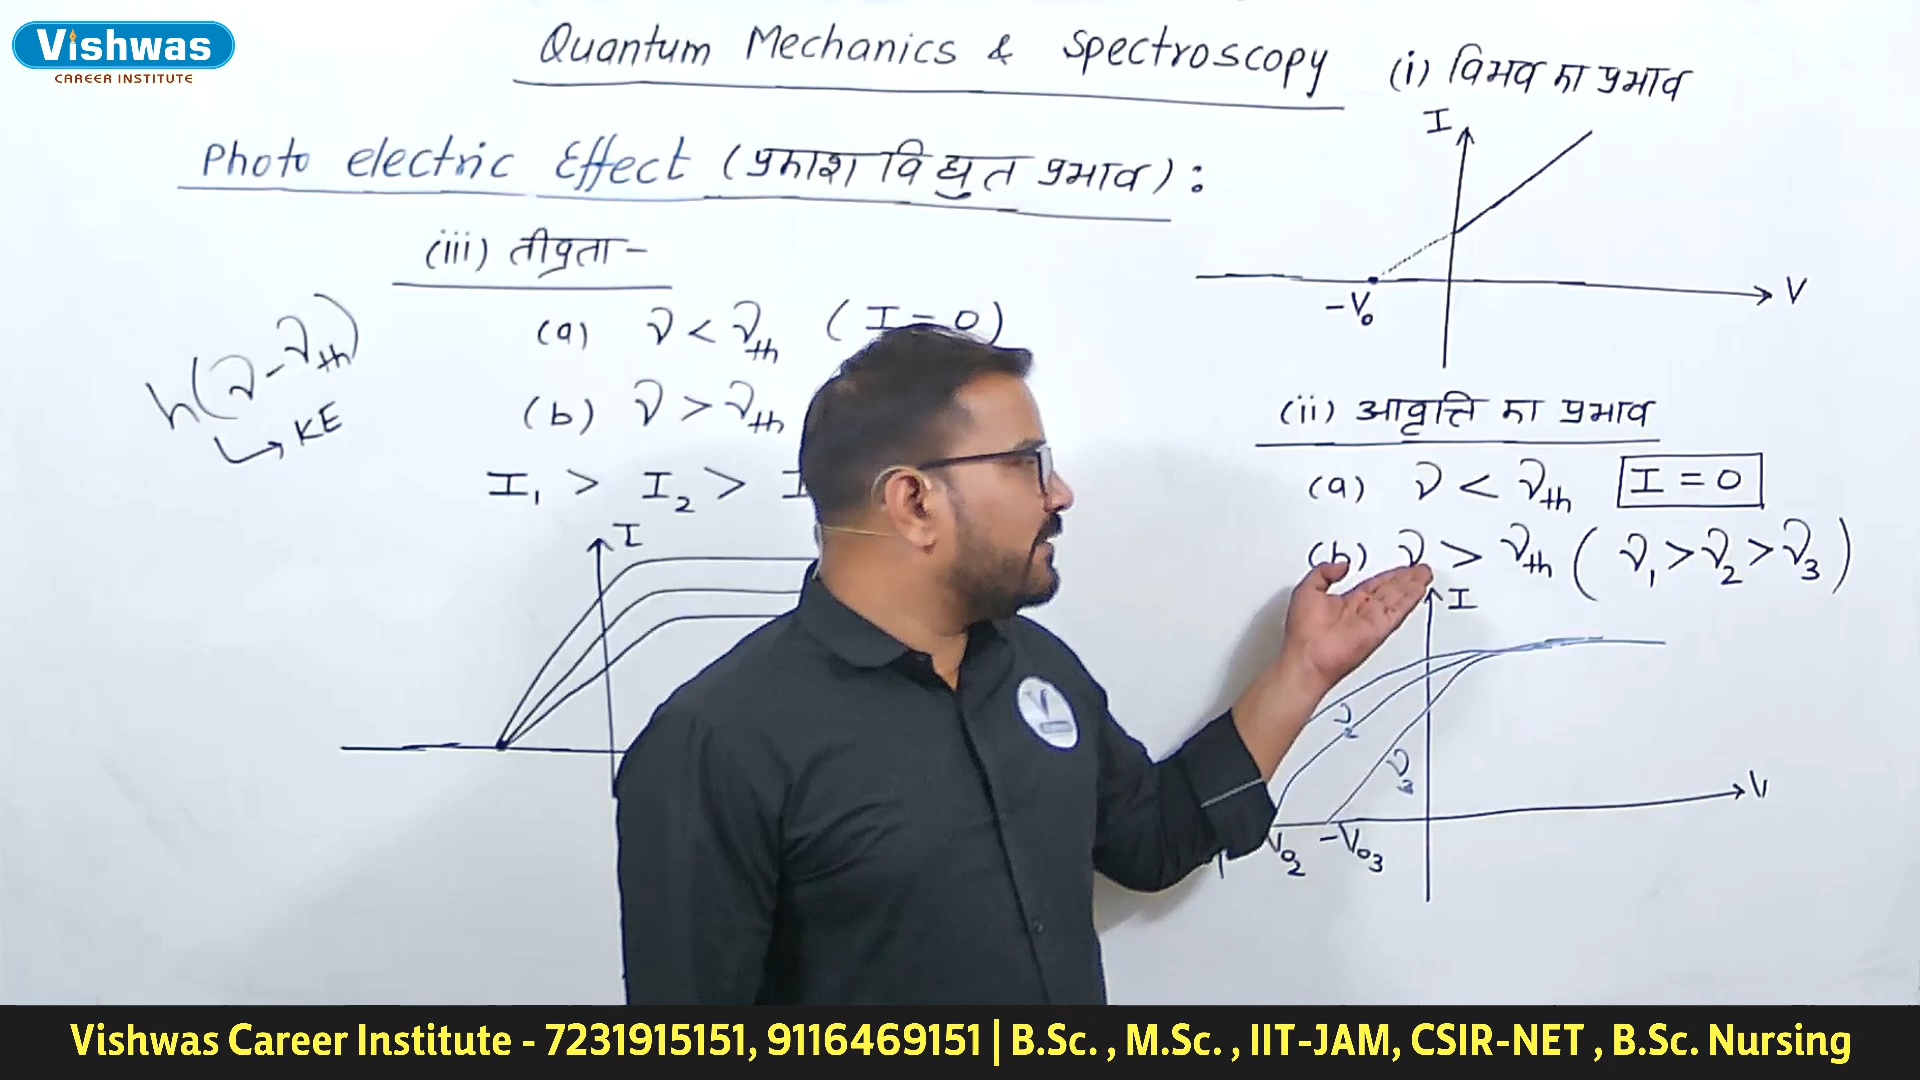 Vishwas
CAREER INSTITUTE
Quantum Mechanics & Spectroscopy
Photo electric Effect (प्रकाश विद्युत प्रभाव) :
(iii) तीव्रता -
(a) ν < νth (I = 0)
(b) ν > νth
I1 > I2 >
h(ν - νth)
↳ KE
I
(i) विभव का प्रभाव
I
V
-V0
(ii) आवृत्ति का प्रभाव
(a) ν < νth I = 0
(b) ν > νth (ν1 > ν2 > ν3)
I
ν2
ν3
V
V02 -V03
Vishwas Career Institute - 7231915151, 9116469151 | B.Sc. , M.Sc. , IIT-JAM, CSIR-NET , B.Sc. Nursing